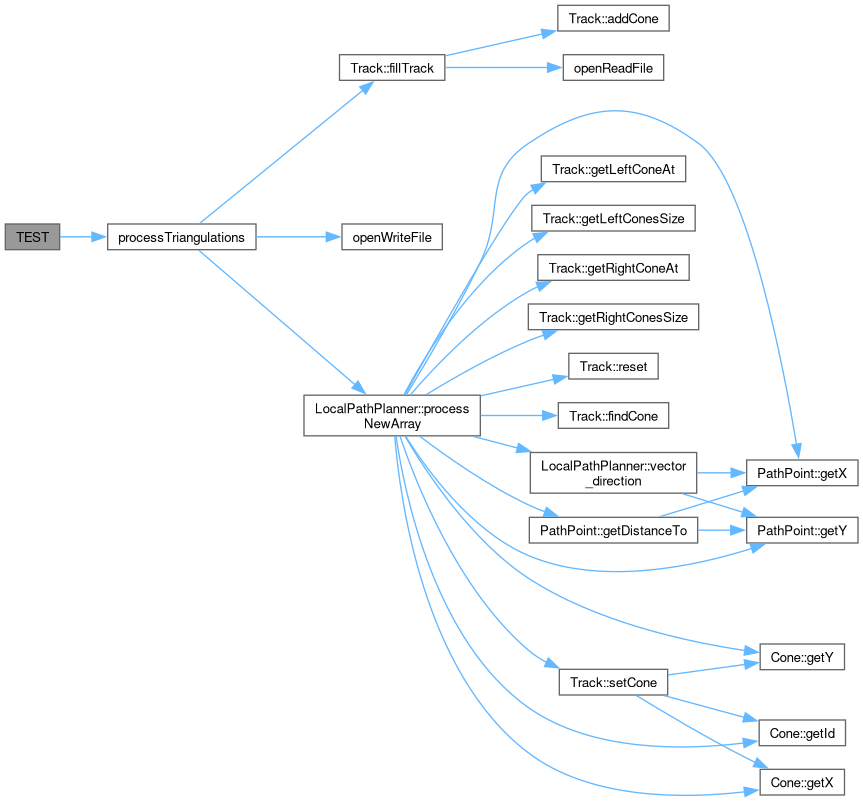 Track::addCone
Track::fillTrack
openReadFile
Track::getLeftConeAt
Track::getLeftConesSize
TEST
processTriangulations
openWriteFile
Track::getRightConeAt
Track::getRightConesSize
Track::reset
LocalPathPlanner::process
NewArray
Track::findCone
LocalPathPlanner::vector
_direction
PathPoint::getX
PathPoint::getDistanceTo
PathPoint::getY
Cone::getY
Track::setCone
Cone::getId
Cone::getX